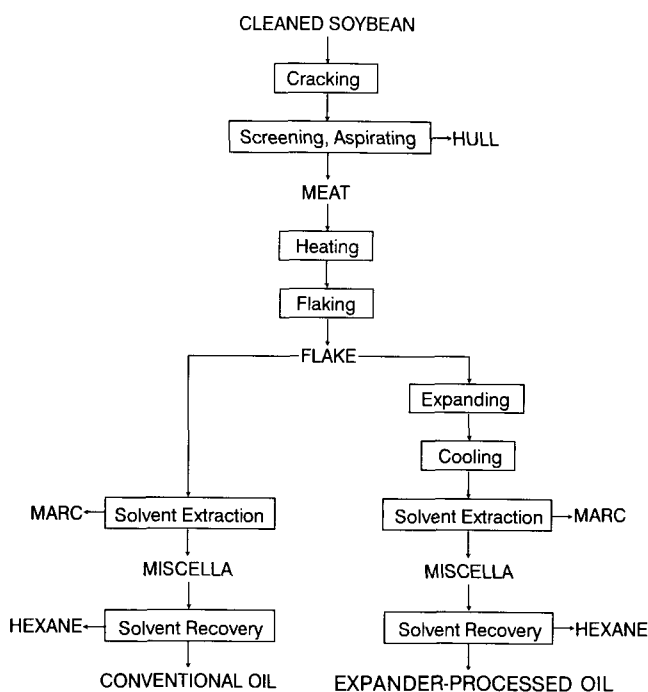 CLEANED SOYBEAN
Cracking
Screening, Aspirating
HULL
MEAT
Heating
Flaking
FLAKE
Expanding
Cooling
MARC
Solvent Extraction
Solvent Extraction
MARC
MISCELLA
MISCELLA
HEXANE
Solvent Recovery
Solvent Recovery
HEXANE
CONVENTIONAL OIL
EXPANDER-PROCESSED OIL